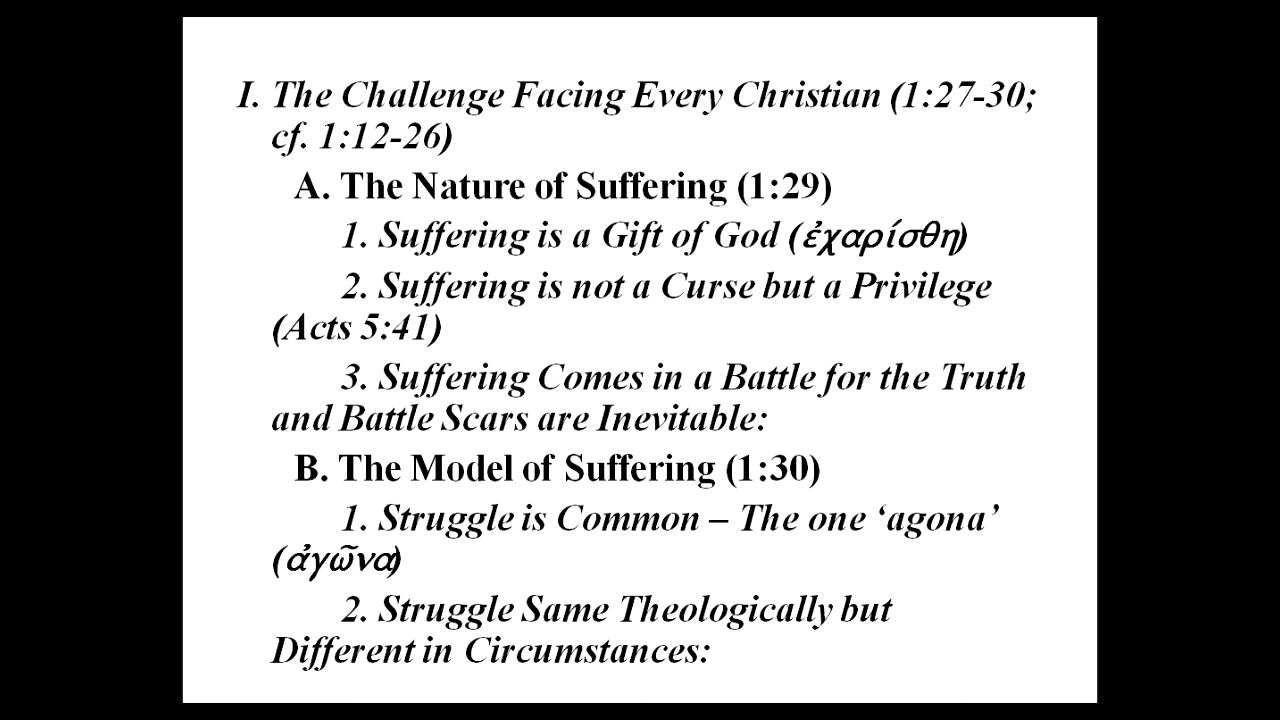 I. The Challenge Facing Every Christian (1:27-30;
cf. 1:12-26)
A. The Nature of Suffering (1:29)
1. Suffering is a Gift of God (ἐχαρίσθη)
2. Suffering is not a Curse but a Privilege
(Acts 5:41)
3. Suffering Comes in a Battle for the Truth
and Battle Scars are Inevitable:
B. The Model of Suffering (1:30)
1. Struggle is Common – The one ‘agona’
(ἀγῶνα)
2. Struggle Same Theologically but
Different in Circumstances: